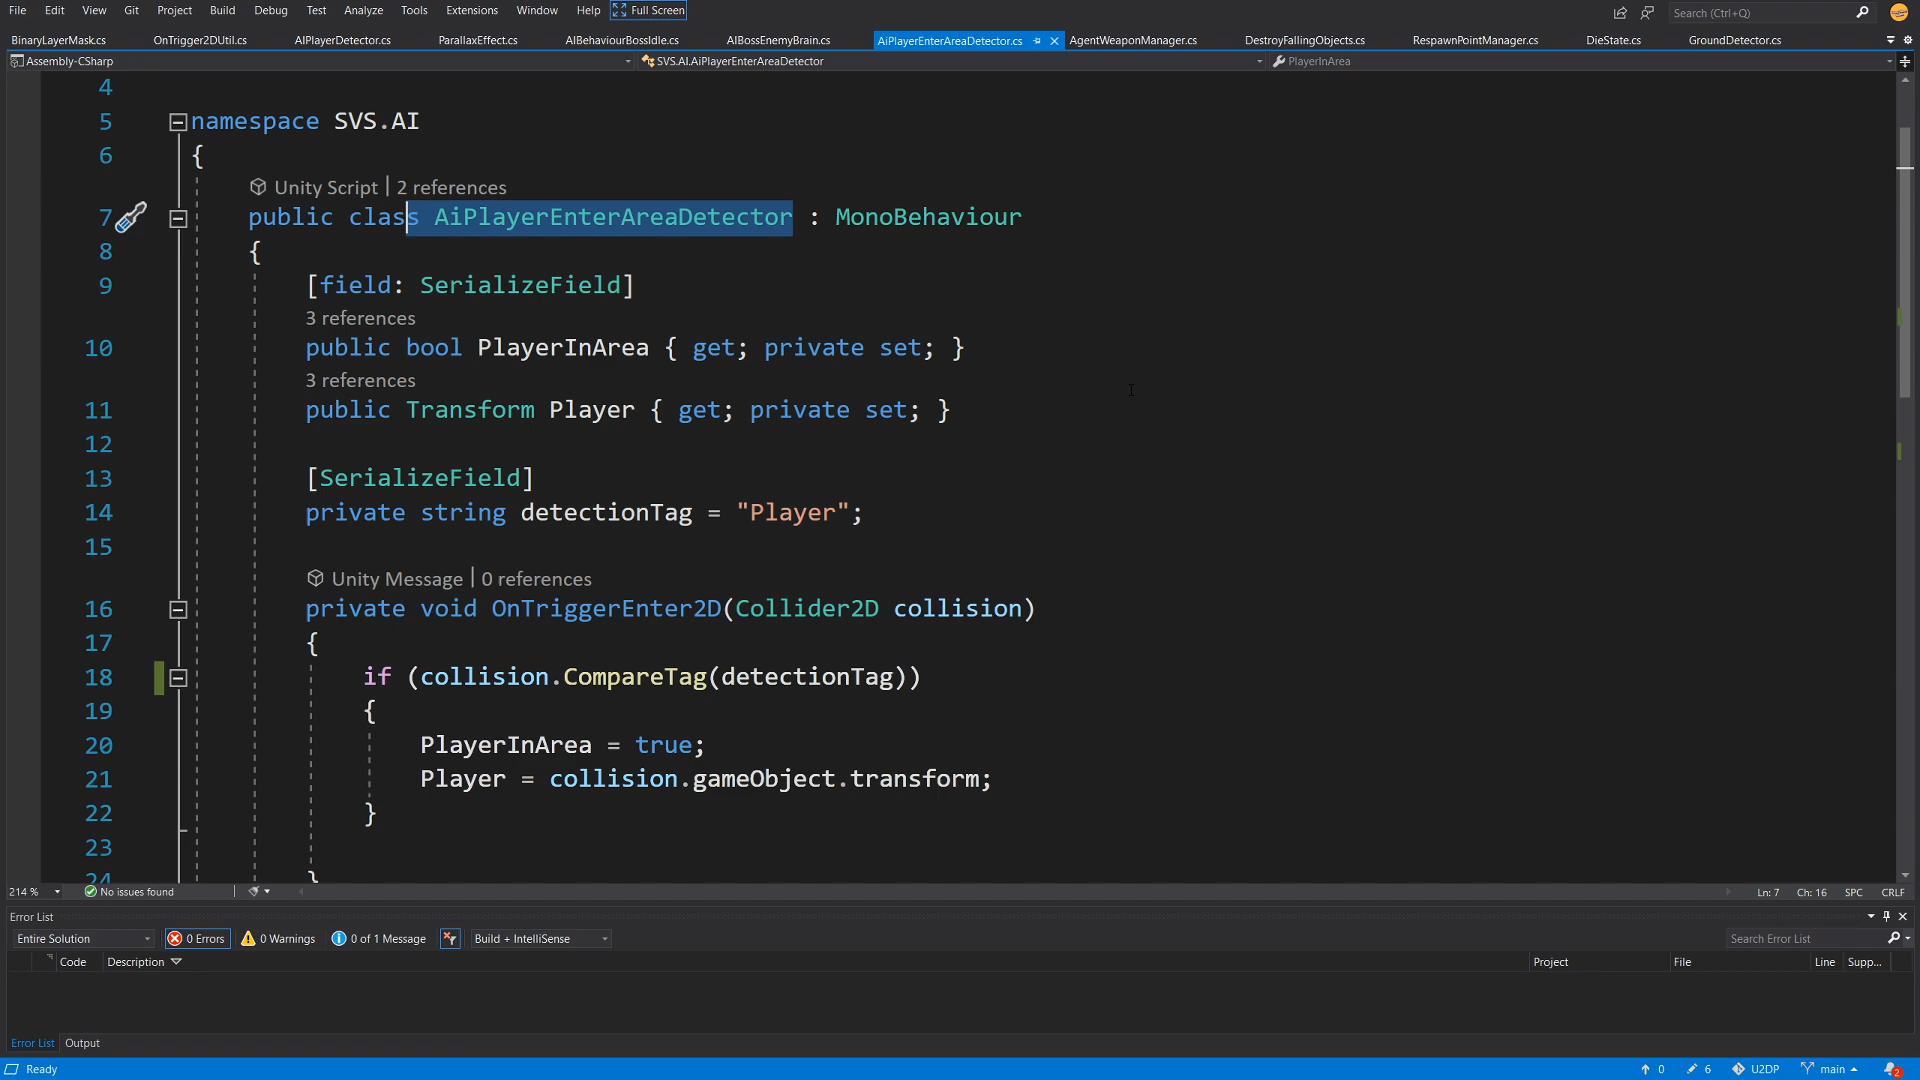 File Edit View Git Project Build Debug Test Analyze Tools Extensions Window Help Full Screen Search (Ctrl+Q)
BinaryLayerMask.cs OnTrigger2DUtil.cs AIPlayerDetector.cs ParallaxEffect.cs AIBehaviourBossIdle.cs AIBossEnemyBrain.cs AiPlayerEnterAreaDetector.cs AgentWeaponManager.cs DestroyFallingObjects.cs RespawnPointManager.cs DieState.cs GroundDetector.cs
Assembly-CSharp SVS.AI.AiPlayerEnterAreaDetector PlayerInArea
4
5 namespace SVS.AI
6 {
Unity Script | 2 references
7 public class AiPlayerEnterAreaDetector : MonoBehaviour
8 {
9 [field: SerializeField]
3 references
10 public bool PlayerInArea { get; private set; }
3 references
11 public Transform Player { get; private set; }
12
13 [SerializeField]
14 private string detectionTag = "Player";
15
Unity Message | 0 references
16 private void OnTriggerEnter2D(Collider2D collision)
17 {
18 if (collision.CompareTag(detectionTag))
19 {
20 PlayerInArea = true;
21 Player = collision.gameObject.transform;
22 }
23
24 }
214 % No issues found Ln: 7 Ch: 16 SPC CRLF
Error List
Entire Solution 0 Errors 0 Warnings 0 of 1 Message Build + IntelliSense Search Error List
Code Description Project File Line Supp...
Error List Output
Ready 0 6 U2DP main 2